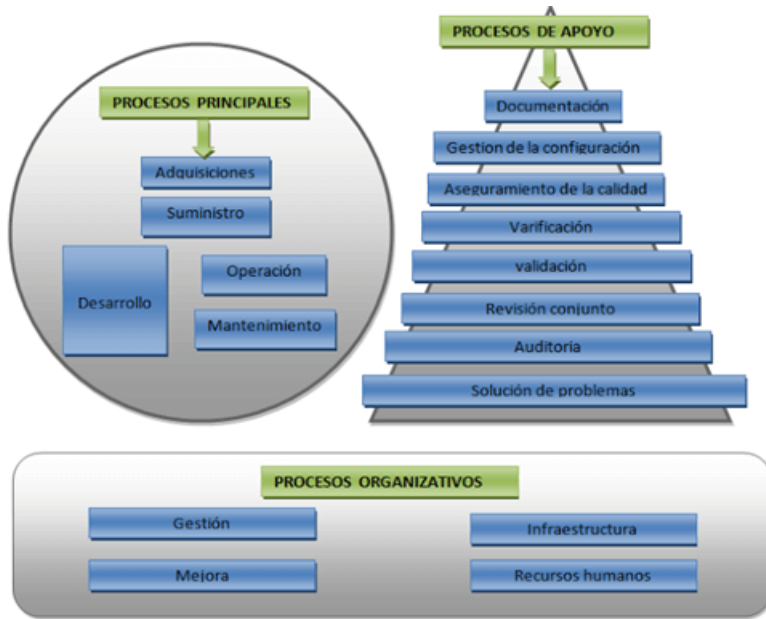 PROCESOS PRINCIPALES
Adquisiciones
Suministro
Desarrollo
Operación
Mantenimiento
PROCESOS DE APOYO
Documentación
Gestion de la configuración
Aseguramiento de la calidad
Varificación
validación
Revisión conjunto
Auditoria
Solución de problemas
PROCESOS ORGANIZATIVOS
Gestión
Infraestructura
Mejora
Recursos humanos